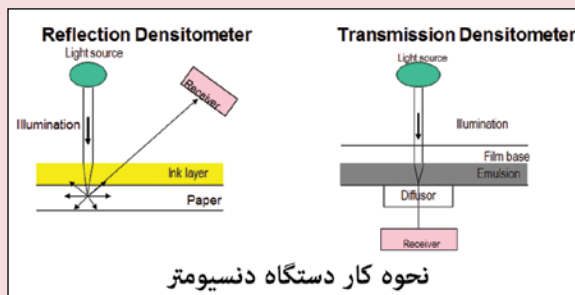 Reflection Densitometer
Light source
Receiver
Illumination
Ink layer
Paper
Transmission Densitometer
Light source
Illumination
Film base
Emulsion
Diffusor
Receiver
نحوه کار دستگاه دنسیومتر